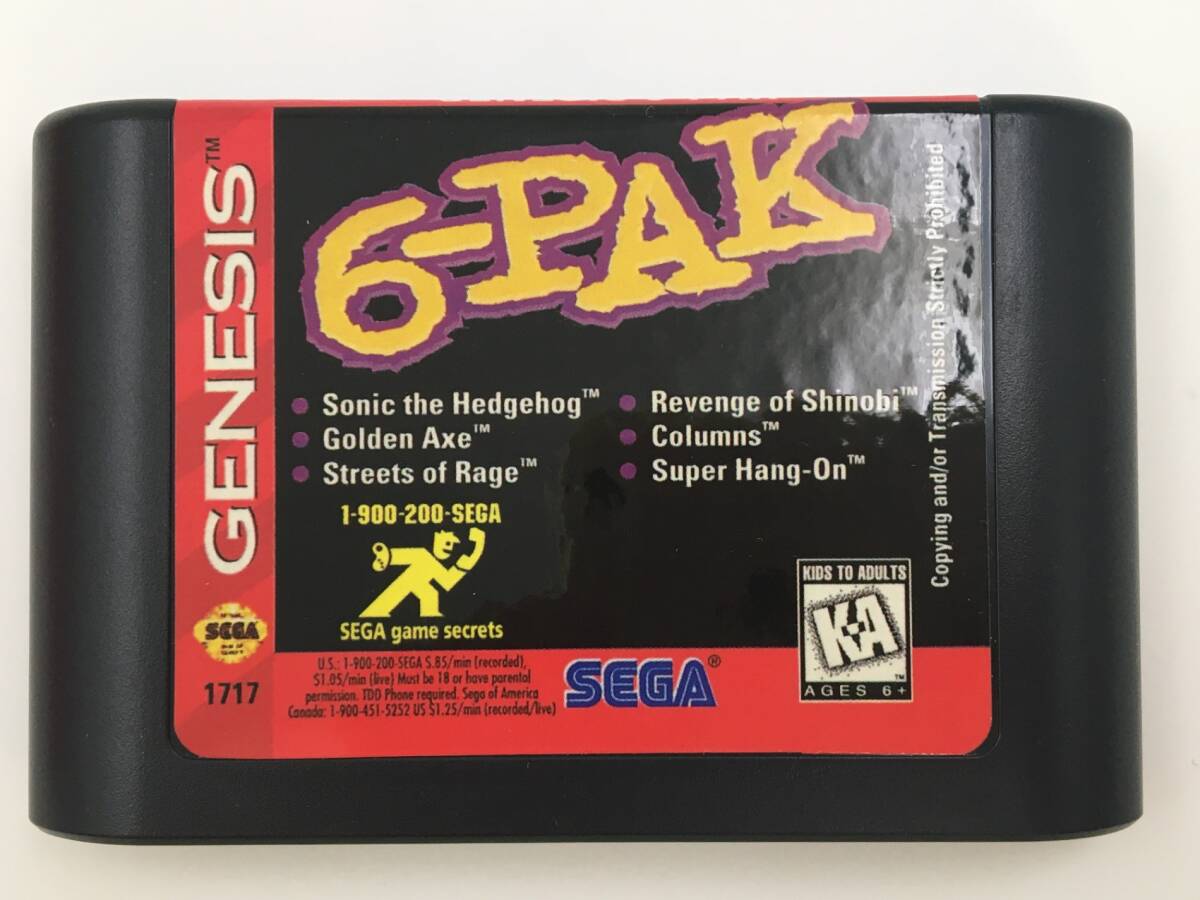 GENESIS™
6-PAK
Sonic the Hedgehog™
Golden Axe™
Streets of Rage™
Revenge of Shinobi™
Columns™
Super Hang-On™
1-900-200-SEGA
SEGA game secrets
U.S.: 1-900-200-SEGA $.85/min (recorded),
$1.05/min (live) Must be 18 or have parental
permission. TDD Phone required. Sega of America
Canada: 1-900-451-5252 US $1.25/min (recorded/live)
SEGA®
KIDS TO ADULTS
K-A
™
AGES 6+
Copying and/or Transmission Strictly Prohibited
SEGA
1717